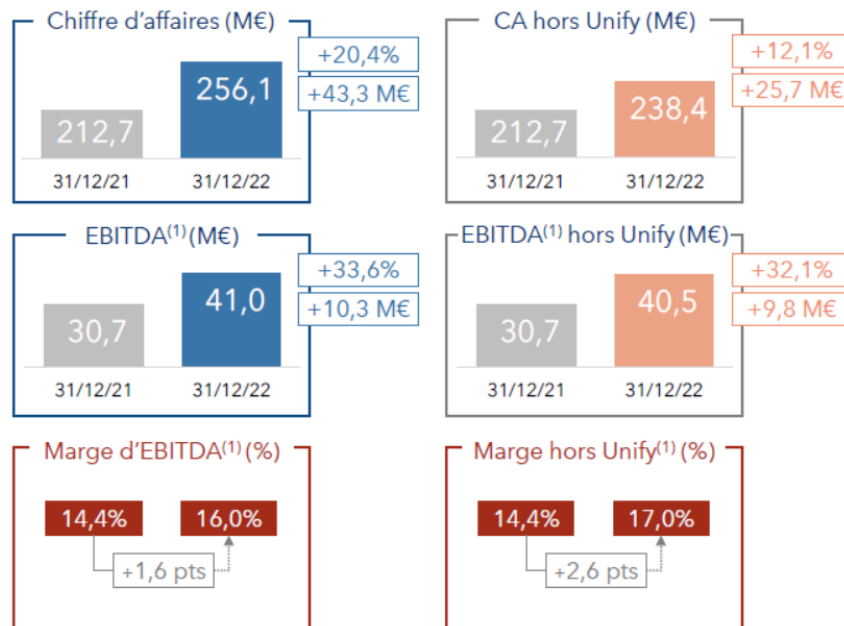 Chiffre d'affaires (M€)
+20,4%
+43,3 M€
256,1
212,7
31/12/21
31/12/22
CA hors Unify (M€)
+12,1%
+25,7 M€
238,4
212,7
31/12/21
31/12/22
EBITDA(1) (M€)
+33,6%
+10,3 M€
41,0
30,7
31/12/21
31/12/22
EBITDA(1) hors Unify (M€)
+32,1%
+9,8 M€
40,5
30,7
31/12/21
31/12/22
Marge d'EBITDA(1) (%)
14,4%
16,0%
+1,6 pts
Marge hors Unify(1) (%)
14,4%
17,0%
+2,6 pts